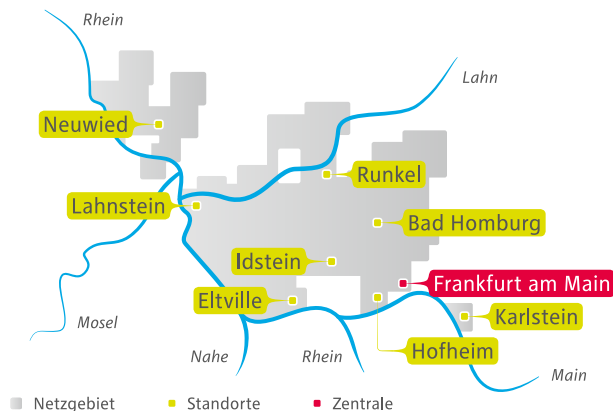 Rhein
Lahn
Neuwied
Runkel
Lahnstein
Bad Homburg
Idstein
Frankfurt am Main
Eltville
Karlstein
Mosel
Hofheim
Nahe
Rhein
Main
Netzgebiet
Standorte
Zentrale